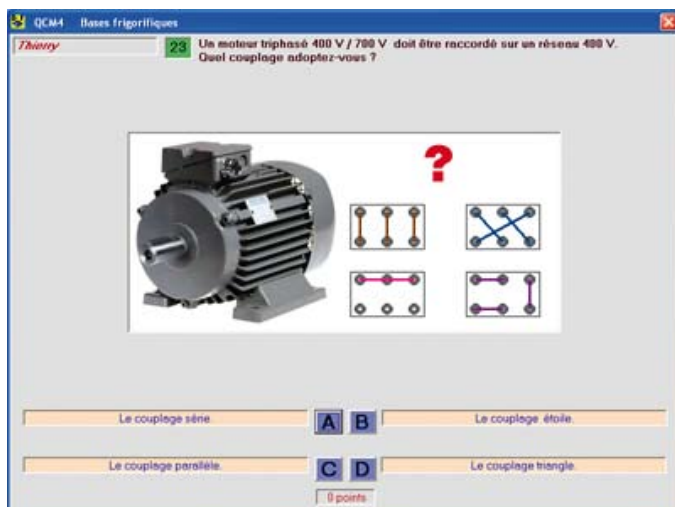 QCM4 Bases frigorifiques
Thierry
23 Un moteur triphasé 400 V / 700 V doit être raccordé sur un réseau 400 V.
Quel couplage adoptez-vous ?
?
Le couplage série. A B Le couplage étoile.
Le couplage parallèle. C D Le couplage triangle.
0 points